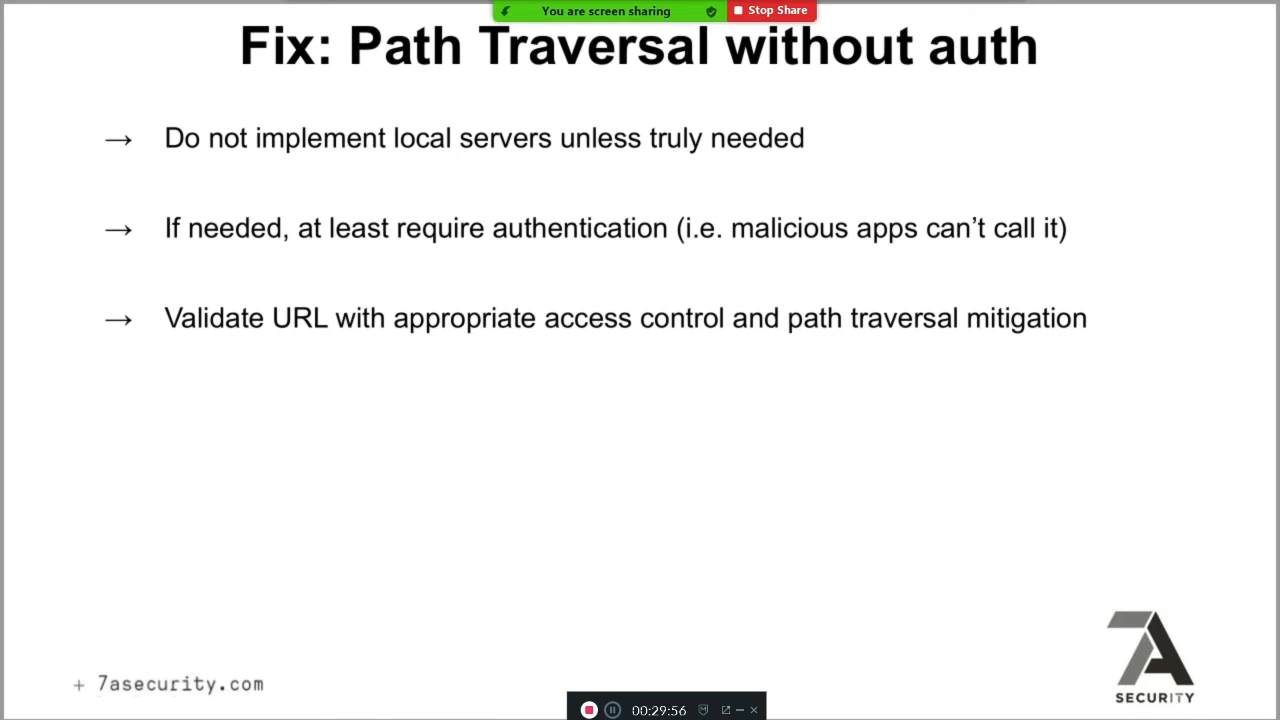 You are screen sharing
Stop Share
Fix: Path Traversal without auth
→ Do not implement local servers unless truly needed
→ If needed, at least require authentication (i.e. malicious apps can’t call it)
→ Validate URL with appropriate access control and path traversal mitigation
+ 7asecurity.com
7A
SECURITY
00:29:56